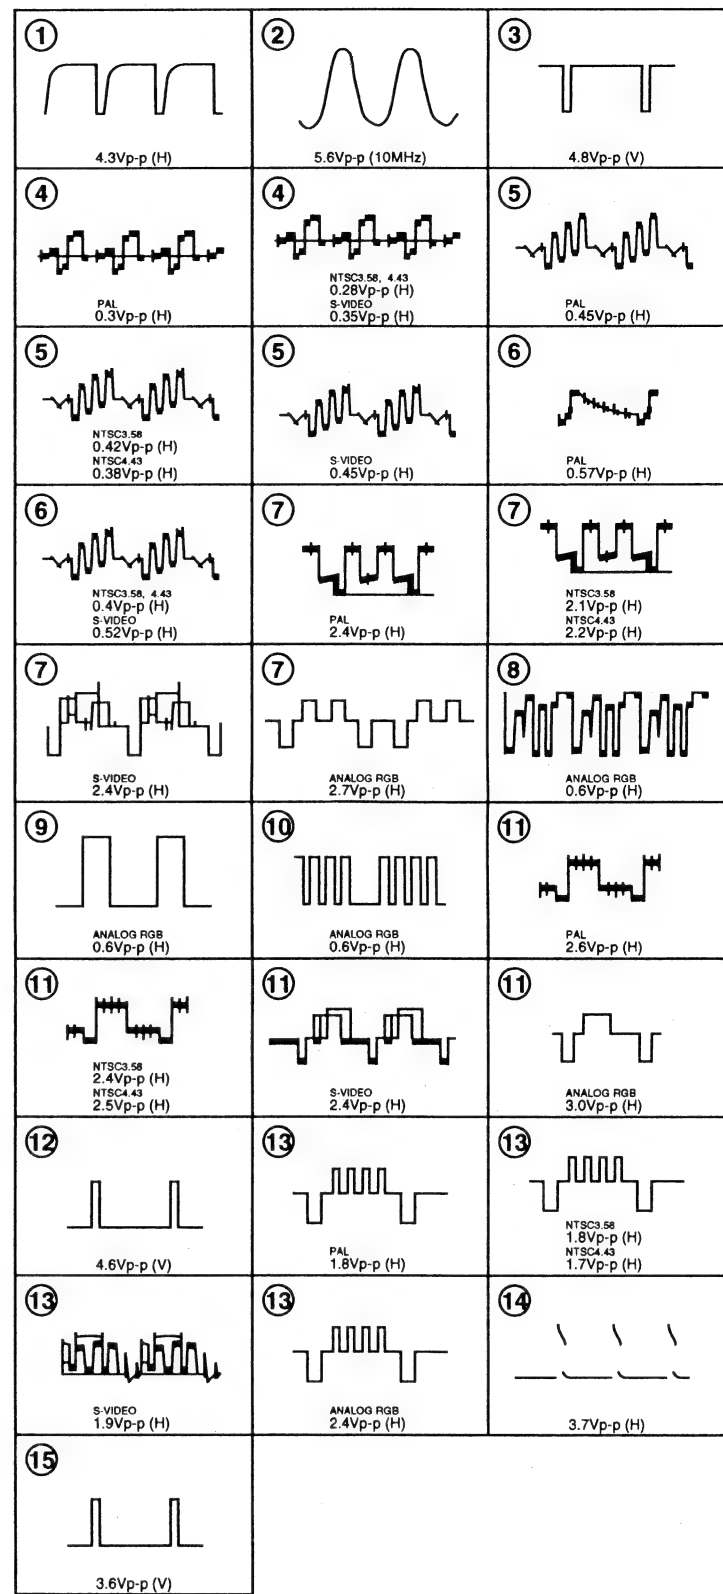 ①
4.3Vp-p (H)
②
5.6Vp-p (10MHz)
③
4.8Vp-p (V)
④
PAL
0.3Vp-p (H)
④
NTSC3.58, 4.43
0.28Vp-p (H)
S-VIDEO
0.35Vp-p (H)
⑤
PAL
0.45Vp-p (H)
⑤
NTSC3.58
0.42Vp-p (H)
NTSC4.43
0.38Vp-p (H)
⑤
S-VIDEO
0.45Vp-p (H)
⑥
PAL
0.57Vp-p (H)
⑥
NTSC3.58, 4.43
0.4Vp-p (H)
S-VIDEO
0.52Vp-p (H)
⑦
PAL
2.4Vp-p (H)
⑦
NTSC3.58
2.1Vp-p (H)
NTSC4.43
2.2Vp-p (H)
⑦
S-VIDEO
2.4Vp-p (H)
⑦
ANALOG RGB
2.7Vp-p (H)
⑧
ANALOG RGB
0.6Vp-p (H)
⑨
ANALOG RGB
0.6Vp-p (H)
⑩
ANALOG RGB
0.6Vp-p (H)
⑪
PAL
2.6Vp-p (H)
⑪
NTSC3.58
2.4Vp-p (H)
NTSC4.43
2.5Vp-p (H)
⑪
S-VIDEO
2.4Vp-p (H)
⑪
ANALOG RGB
3.0Vp-p (H)
⑫
4.6Vp-p (V)
⑬
PAL
1.8Vp-p (H)
⑬
NTSC3.58
1.8Vp-p (H)
NTSC4.43
1.7Vp-p (H)
⑬
S-VIDEO
1.9Vp-p (H)
⑬
ANALOG RGB
2.4Vp-p (H)
⑭
3.7Vp-p (H)
⑮
3.6Vp-p (V)